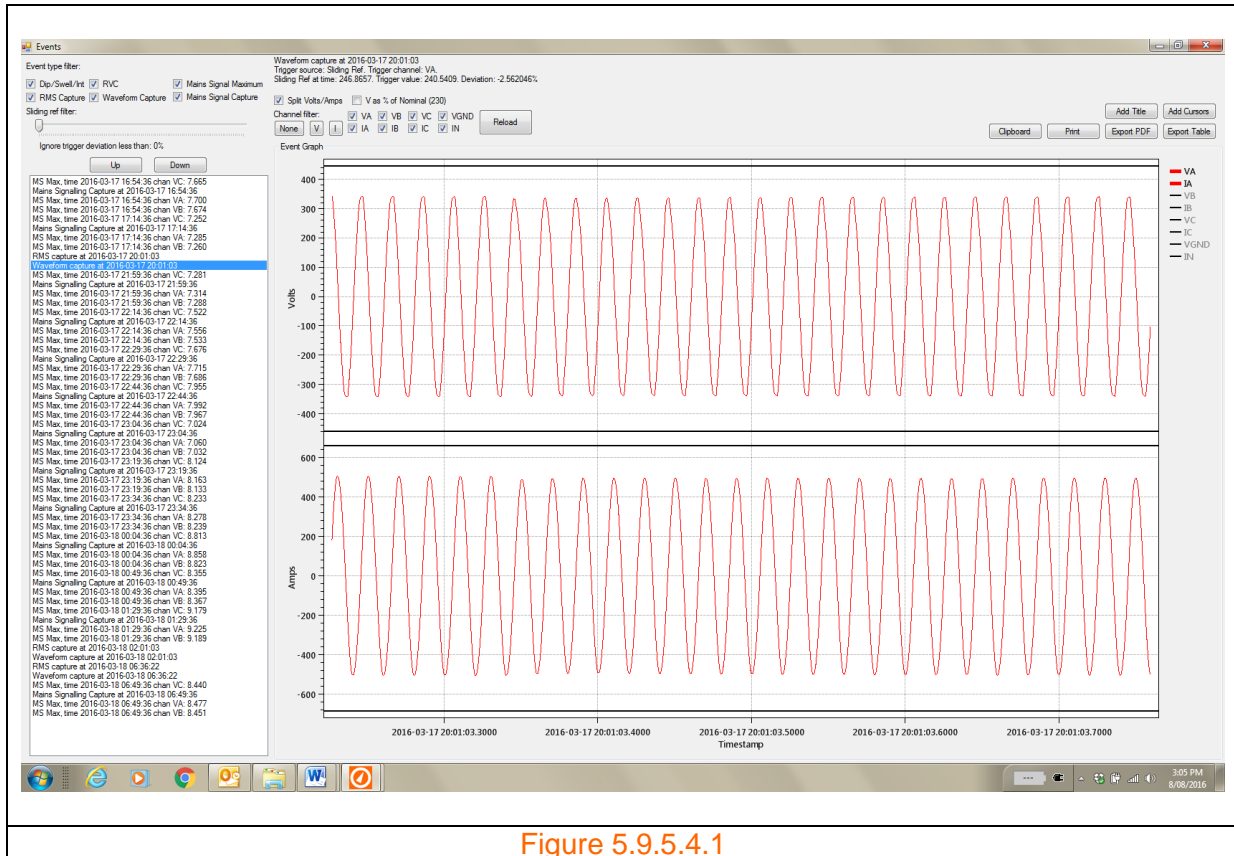 Events
Event type filter:
Dip/Swell/Int RVC Mains Signal Maximum
RMS Capture Waveform Capture Mains Signal Capture
Sliding ref filter:
Ignore trigger deviation less than: 0%
Up Down
MS Max, time 2016-03-17 16:54:36 chan VC: 7.665
Mains Signalling Capture at 2016-03-17 16:54:36
MS Max, time 2016-03-17 16:54:36 chan VA: 7.700
MS Max, time 2016-03-17 16:54:36 chan VB: 7.674
MS Max, time 2016-03-17 17:14:36 chan VC: 7.252
Mains Signalling Capture at 2016-03-17 17:14:36
MS Max, time 2016-03-17 17:14:36 chan VA: 7.285
MS Max, time 2016-03-17 17:14:36 chan VB: 7.260
RMS capture at 2016-03-17 20:01:03
Waveform capture at 2016-03-17 20:01:03
MS Max, time 2016-03-17 21:59:36 chan VC: 7.281
Mains Signalling Capture at 2016-03-17 21:59:36
MS Max, time 2016-03-17 21:59:36 chan VA: 7.314
MS Max, time 2016-03-17 21:59:36 chan VB: 7.288
MS Max, time 2016-03-17 22:14:36 chan VC: 7.522
Mains Signalling Capture at 2016-03-17 22:14:36
MS Max, time 2016-03-17 22:14:36 chan VA: 7.556
MS Max, time 2016-03-17 22:14:36 chan VB: 7.533
MS Max, time 2016-03-17 22:29:36 chan VC: 7.676
Mains Signalling Capture at 2016-03-17 22:29:36
MS Max, time 2016-03-17 22:29:36 chan VA: 7.715
MS Max, time 2016-03-17 22:29:36 chan VB: 7.686
MS Max, time 2016-03-17 22:44:36 chan VC: 7.955
Mains Signalling Capture at 2016-03-17 22:44:36
MS Max, time 2016-03-17 22:44:36 chan VA: 7.992
MS Max, time 2016-03-17 22:44:36 chan VB: 7.967
MS Max, time 2016-03-17 23:04:36 chan VC: 7.024
Mains Signalling Capture at 2016-03-17 23:04:36
MS Max, time 2016-03-17 23:04:36 chan VA: 7.060
MS Max, time 2016-03-17 23:04:36 chan VB: 7.032
MS Max, time 2016-03-17 23:19:36 chan VC: 8.124
Mains Signalling Capture at 2016-03-17 23:19:36
MS Max, time 2016-03-17 23:19:36 chan VA: 8.163
MS Max, time 2016-03-17 23:19:36 chan VB: 8.133
MS Max, time 2016-03-17 23:34:36 chan VC: 8.233
Mains Signalling Capture at 2016-03-17 23:34:36
MS Max, time 2016-03-17 23:34:36 chan VA: 8.278
MS Max, time 2016-03-17 23:34:36 chan VB: 8.239
MS Max, time 2016-03-18 00:04:36 chan VC: 8.813
Mains Signalling Capture at 2016-03-18 00:04:36
MS Max, time 2016-03-18 00:04:36 chan VA: 8.858
MS Max, time 2016-03-18 00:04:36 chan VB: 8.823
MS Max, time 2016-03-18 00:49:36 chan VC: 8.355
Mains Signalling Capture at 2016-03-18 00:49:36
MS Max, time 2016-03-18 00:49:36 chan VA: 8.395
MS Max, time 2016-03-18 00:49:36 chan VB: 8.367
MS Max, time 2016-03-18 01:29:36 chan VC: 9.179
Mains Signalling Capture at 2016-03-18 01:29:36
MS Max, time 2016-03-18 01:29:36 chan VA: 9.225
MS Max, time 2016-03-18 01:29:36 chan VB: 9.189
RMS capture at 2016-03-18 02:01:03
Waveform capture at 2016-03-18 02:01:03
RMS capture at 2016-03-18 06:36:22
Waveform capture at 2016-03-18 06:36:22
MS Max, time 2016-03-18 06:49:36 chan VC: 8.440
Mains Signalling Capture at 2016-03-18 06:49:36
MS Max, time 2016-03-18 06:49:36 chan VA: 8.477
MS Max, time 2016-03-18 06:49:36 chan VB: 8.451
Waveform capture at 2016-03-17 20:01:03
Trigger source: Sliding Ref. Trigger channel: VA.
Sliding Ref at time: 246.8657. Trigger value: 240.5409. Deviation: -2.562046%
Split Volts/Amps V as % of Nominal (230)
Channel filter: VA VB VC VGND
None V I IA IB IC IN Reload
Add Title Add Cursors
Clipboard Print Export PDF Export Table
Event Graph
400
300
200
100
0
-100
-200
-300
-400
Volts
600
400
200
0
-200
-400
-600
Amps
2016-03-17 20:01:03.3000 2016-03-17 20:01:03.4000 2016-03-17 20:01:03.5000 2016-03-17 20:01:03.6000 2016-03-17 20:01:03.7000
Timestamp
VA
IA
VB
IB
VC
IC
VGND
IN
3:05 PM
8/08/2016
Figure 5.9.5.4.1